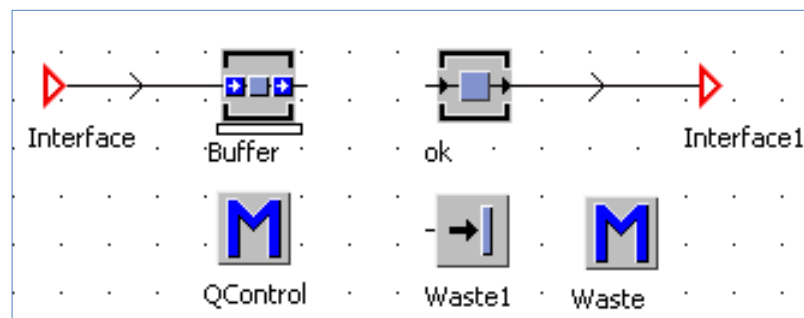 Interface
Buffer
ok
Interface1
M
QControl
Waste1
M
Waste